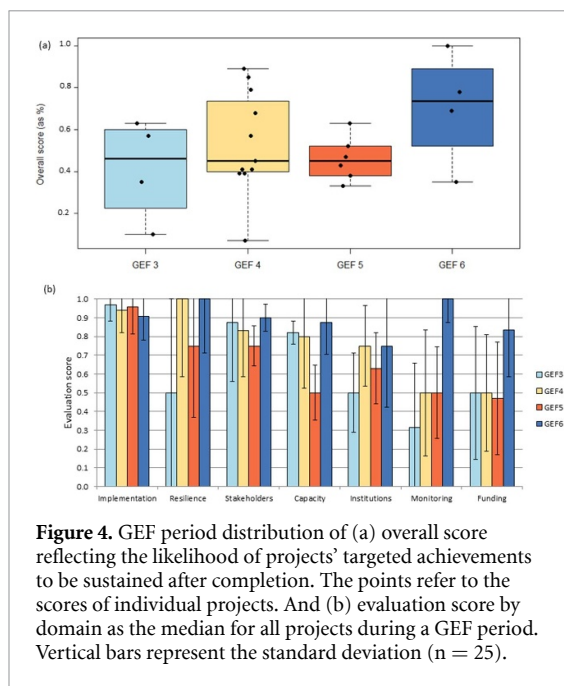 (a)
Overall score (as %)
1.0
0.8
0.6
0.4
0.2
GEF 3 GEF 4 GEF 5 GEF 6
(b)
Evaluation score
1.0
0.9
0.8
0.7
0.6
0.5
0.4
0.3
0.2
0.1
0.0
Implementation Resilience Stakeholders Capacity Institutions Monitoring Funding
GEF3
GEF4
GEF5
GEF6
Figure 4. GEF period distribution of (a) overall score
reflecting the likelihood of projects' targeted achievements
to be sustained after completion. The points refer to the
scores of individual projects. And (b) evaluation score by
domain as the median for all projects during a GEF period.
Vertical bars represent the standard deviation (n = 25).